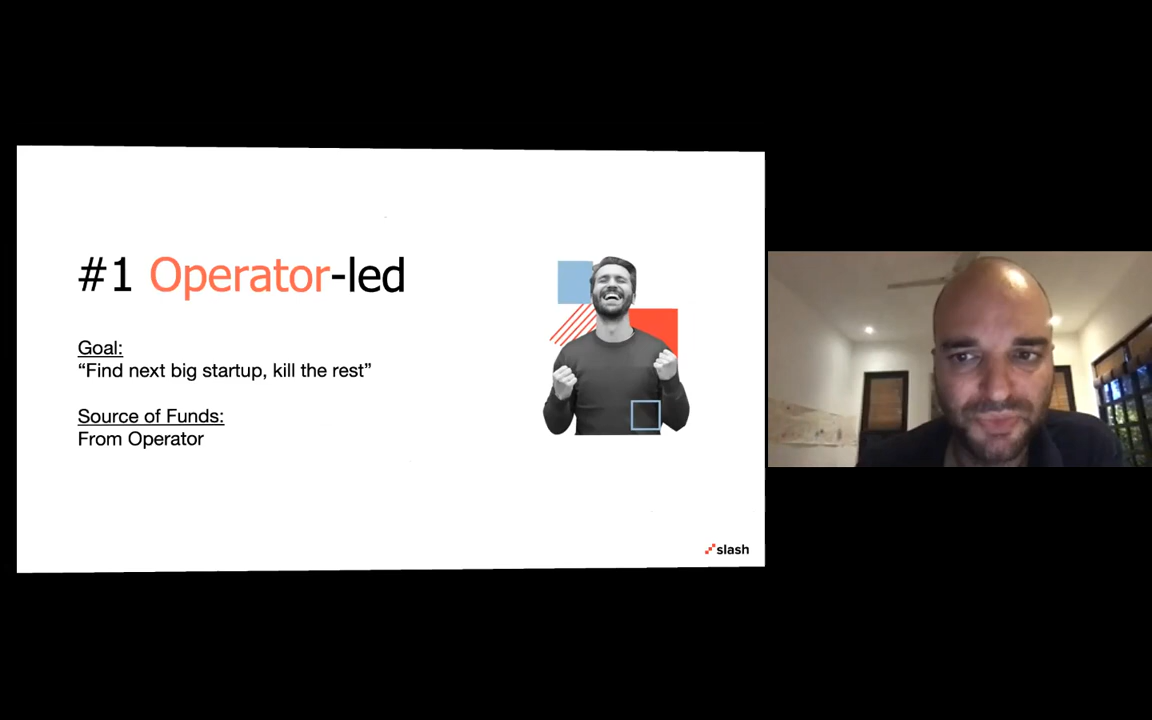 #1 Operator-led
Goal:
“Find next big startup, kill the rest”
Source of Funds:
From Operator
slash